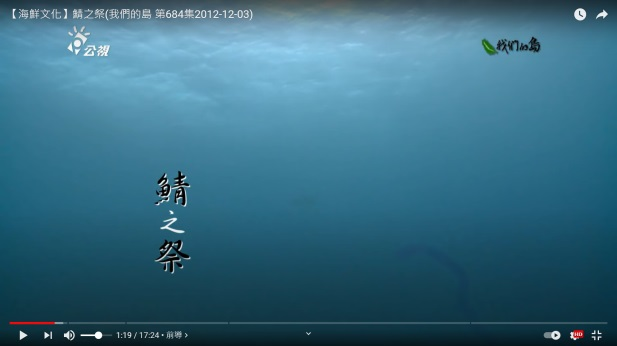 【海鮮文化】鯖之祭(我們的島 第684集2012-12-03)
公視
我們的島
鯖之祭
1:19 / 17:24 • 前導 ›
HD